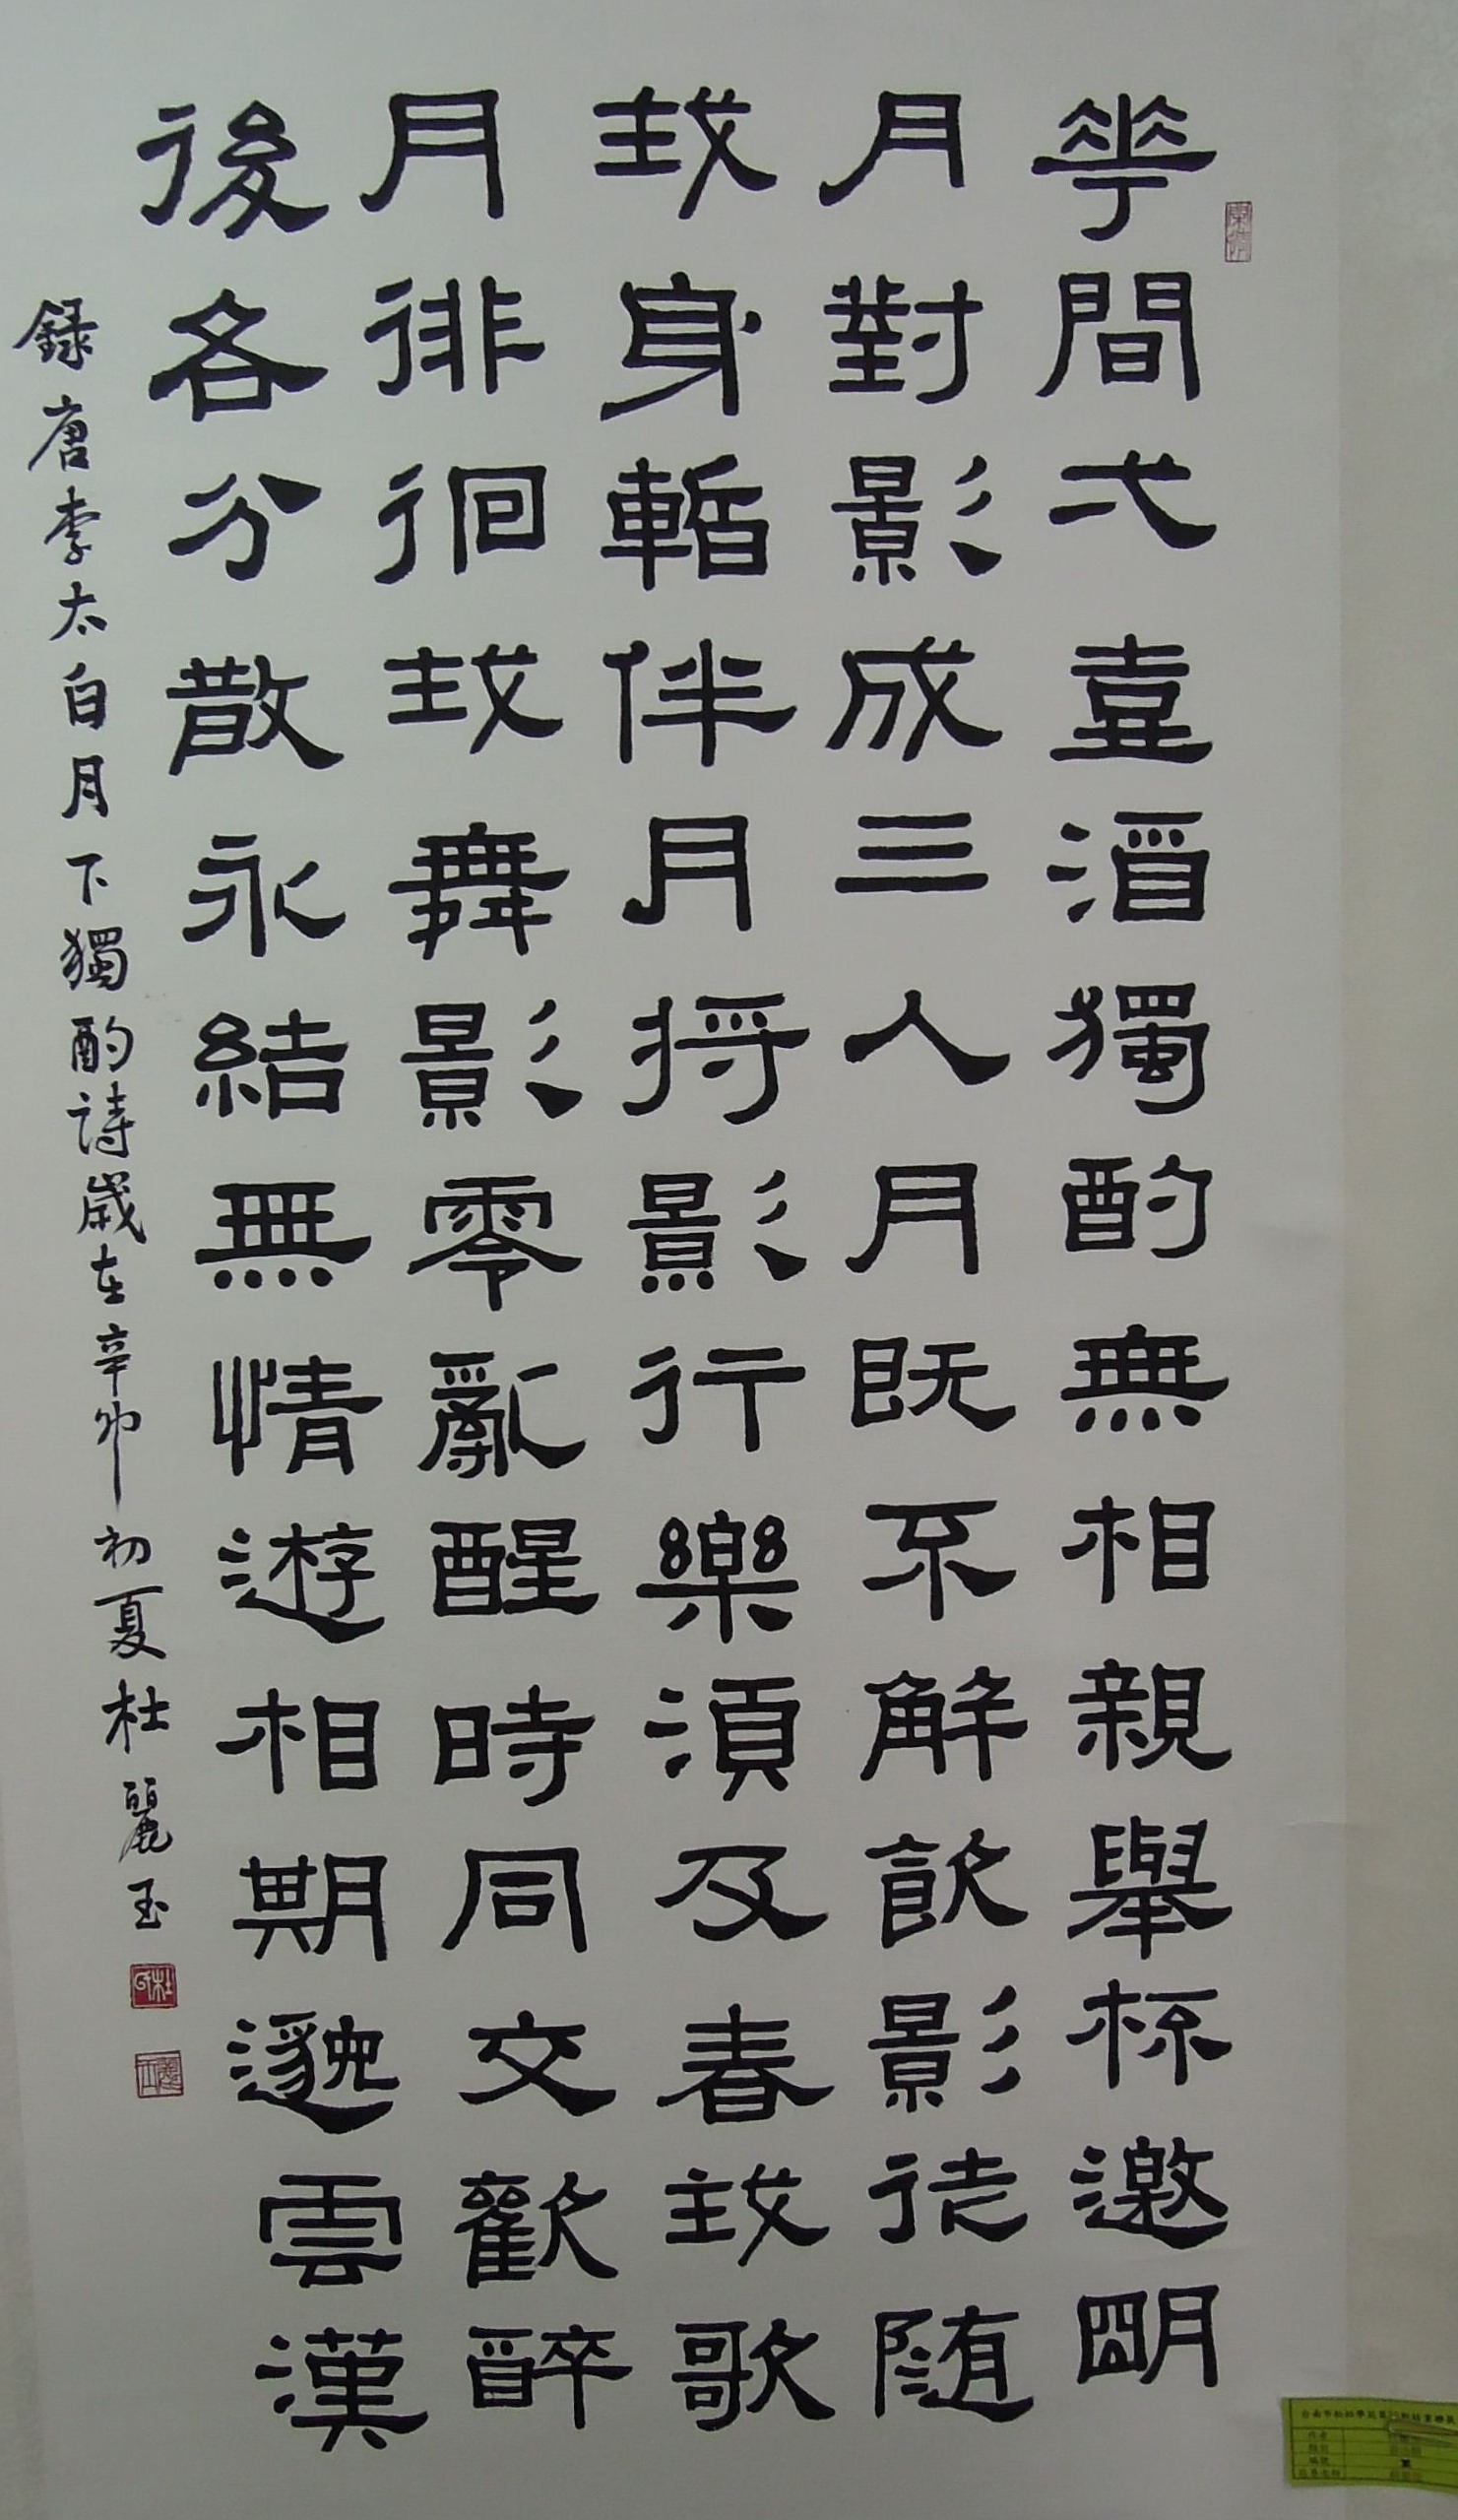 華間弌壺酒獨酌無相親舉杯邀明
月對影成三人月既不解飲影徒隨
我身暫伴月將影行樂須及春我歌
月徘徊我舞影零亂醒時同交歡醉
後各分散永結無情遊相期邈雲漢
錄唐李太白月下獨酌詩歲在辛卯初夏杜麗玉